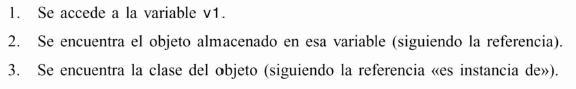 1. Se accede a la variable v1.
2. Se encuentra el objeto almacenado en esa variable (siguiendo la referencia).
3. Se encuentra la clase del objeto (siguiendo la referencia «es instancia de»).